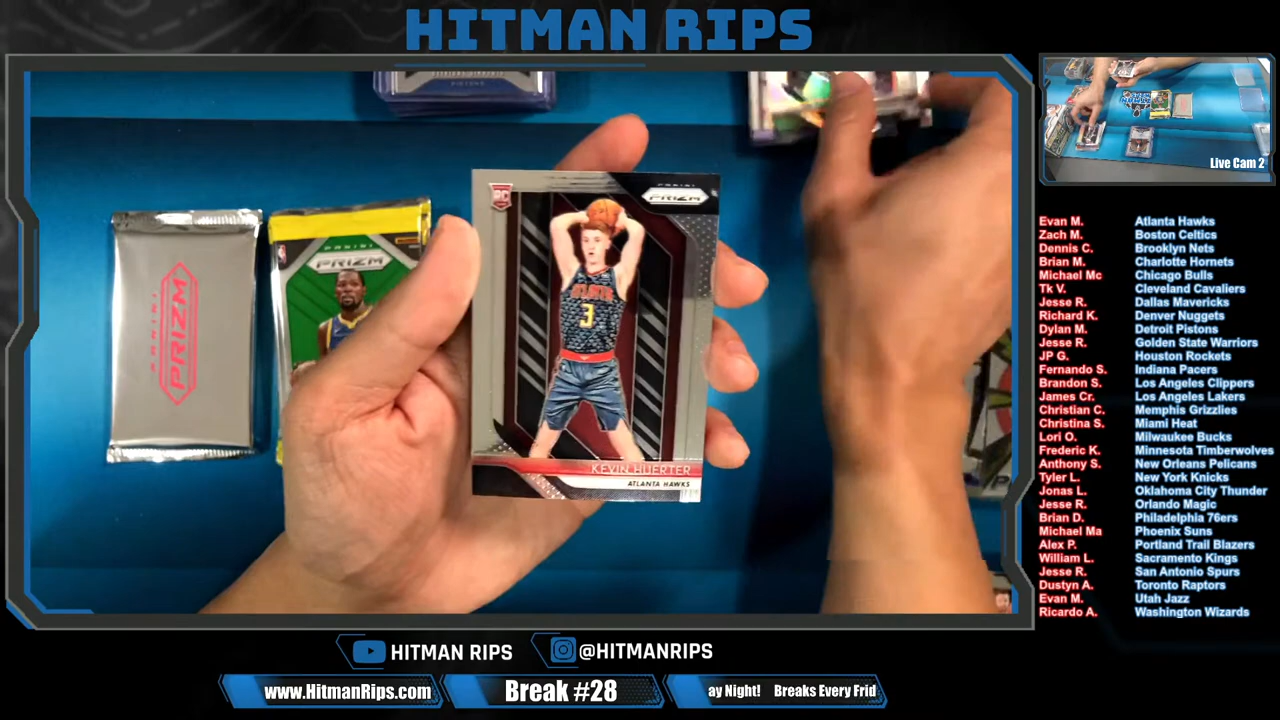 HITMAN RIPS
Live Cam 2
Evan M. Atlanta Hawks
Zach M. Boston Celtics
Dennis C. Brooklyn Nets
Brian M. Charlotte Hornets
Michael Mc Chicago Bulls
Tk V. Cleveland Cavaliers
Jesse R. Dallas Mavericks
Richard K. Denver Nuggets
Dylan M. Detroit Pistons
Jesse R. Golden State Warriors
JP G. Houston Rockets
Fernando S. Indiana Pacers
Brandon S. Los Angeles Clippers
James Cr. Los Angeles Lakers
Christian C. Memphis Grizzlies
Christina S. Miami Heat
Lori O. Milwaukee Bucks
Frederic K. Minnesota Timberwolves
Anthony S. New Orleans Pelicans
Tyler L. New York Knicks
Jonas L. Oklahoma City Thunder
Jesse R. Orlando Magic
Brian D. Philadelphia 76ers
Michael Ma Phoenix Suns
Alex P. Portland Trail Blazers
William L. Sacramento Kings
Jesse R. San Antonio Spurs
Dustyn A. Toronto Raptors
Evan M. Utah Jazz
Ricardo A. Washington Wizards
PISTONS
RC
PANINI
PRIZM
ATLANTA
3
KEVIN HUERTER
ATLANTA HAWKS
PANINI
PRIZM
PANINI
PRIZM
HITMAN RIPS
@HITMANRIPS
www.HitmanRips.com
Break #28
ay Night! Breaks Every Frid